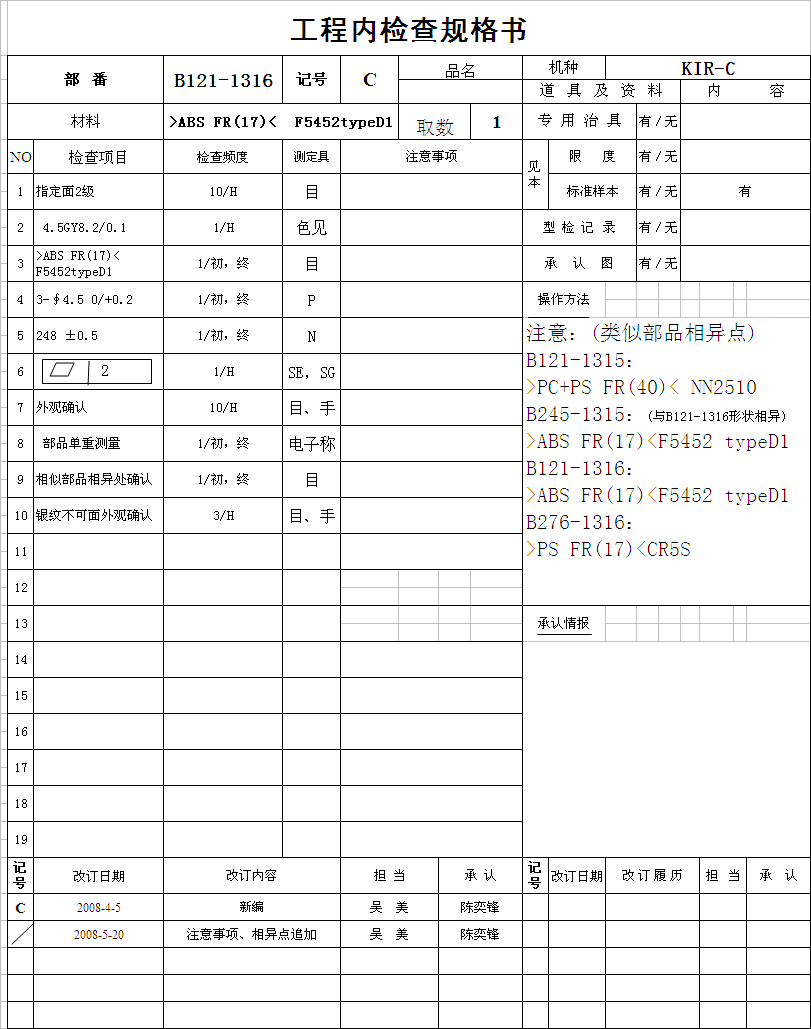 工程内检查规格书
部 番 B121-1316 记号 C 品名 机种 KIR-C
道 具 及 资 料 内 容
材料 >ABS FR(17)< F5452typeD1 取数 1 专 用 治 具 有/无
NO 检查项目 检查频度 测定具 注意事项 见本 限 度 有/无
1 指定面2级 10/H 目 标准样本 有/无 有
2 4.5GY8.2/0.1 1/H 色见 型 检 记 录 有/无
3 >ABS FR(17)< F5452typeD1 1/初，终 目 承 认 图 有/无
4 3-∮4.5 0/+0.2 1/初，终 P 操作方法
5 248 ±0.5 1/初，终 N
6 ▱ 2 1/H SE，SG
7 外观确认 10/H 目、手
8 部品单重测量 1/初，终 电子称
9 相似部品相异处确认 1/初，终 目
10 银纹不可面外观确认 3/H 目、手
11
12
13
14
15
16
17
18
19
注意：(类似部品相异点)
B121-1315：
>PC+PS FR(40)< NN2510
B245-1315：(与B121-1316形状相异)
>ABS FR(17)<F5452 typeD1
B121-1316：
>ABS FR(17)<F5452 typeD1
B276-1316：
>PS FR(17)<CR5S
承认情报
记号 改订日期 改订内容 担 当 承 认 记号 改订日期 改订履历 担 当 承 认
C 2008-4-5 新编 吴 美 陈奕锋
2008-5-20 注意事项、相异点追加 吴 美 陈奕锋